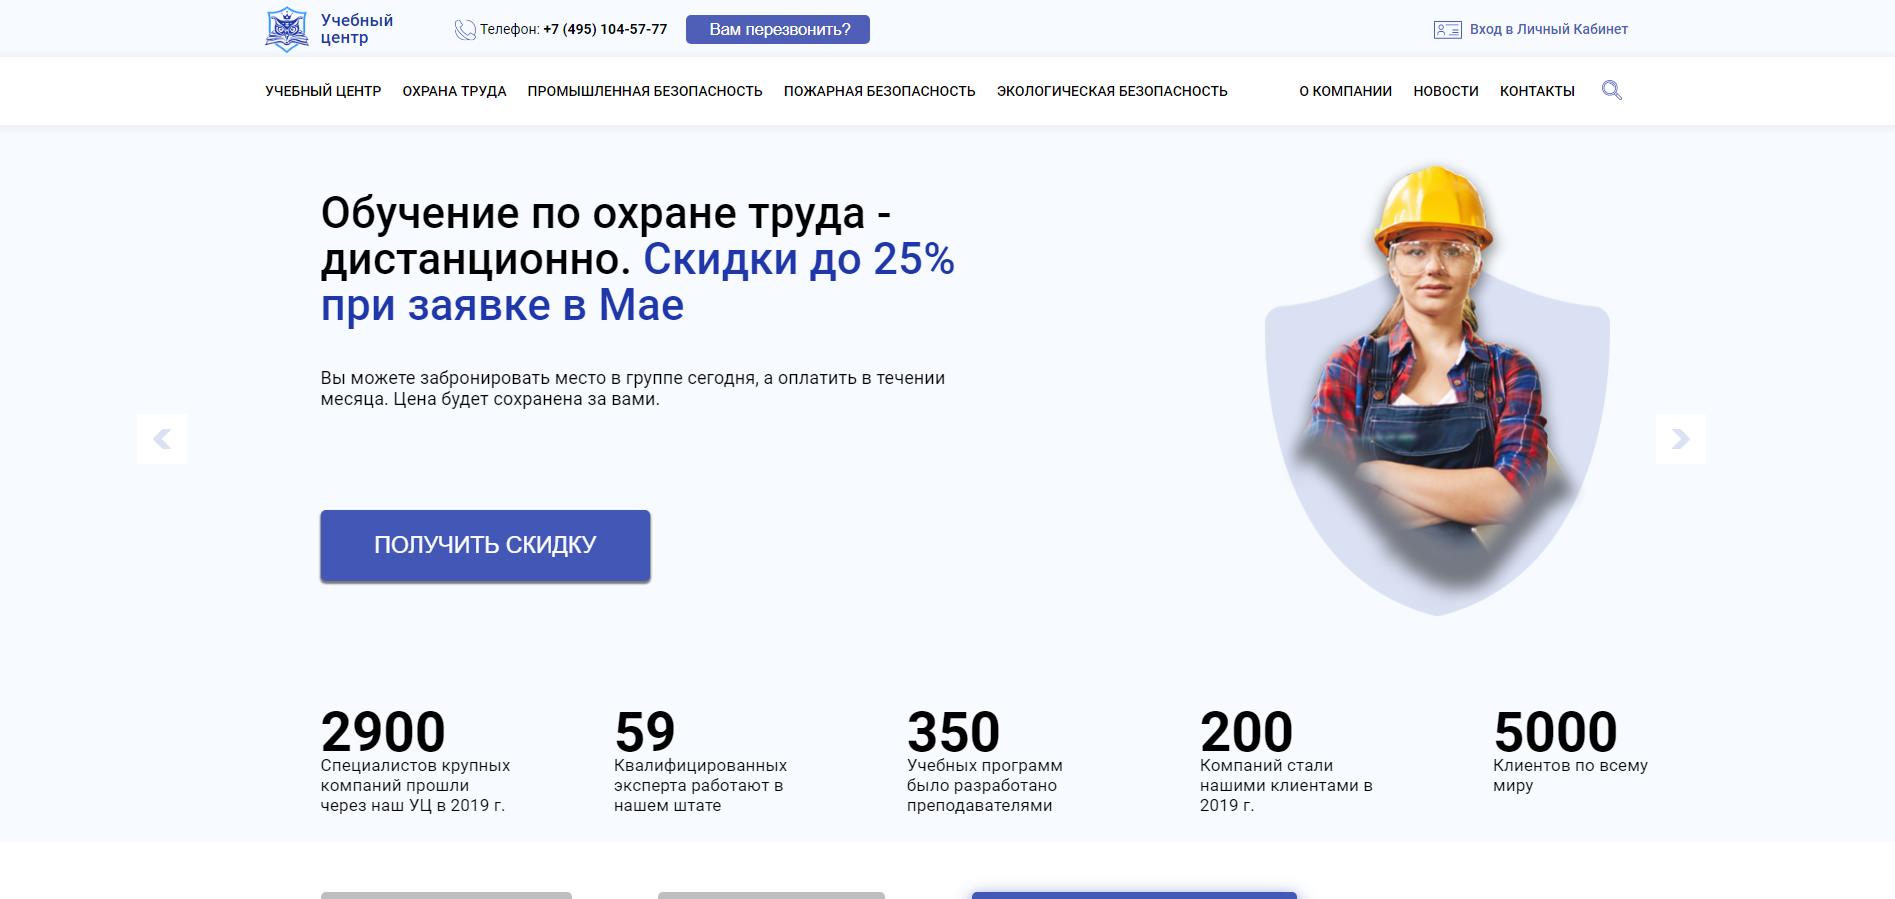 Учебный
центр
Телефон: +7 (495) 104-57-77
Вам перезвонить?
Вход в Личный Кабинет
УЧЕБНЫЙ ЦЕНТР
ОХРАНА ТРУДА
ПРОМЫШЛЕННАЯ БЕЗОПАСНОСТЬ
ПОЖАРНАЯ БЕЗОПАСНОСТЬ
ЭКОЛОГИЧЕСКАЯ БЕЗОПАСНОСТЬ
О КОМПАНИИ
НОВОСТИ
КОНТАКТЫ
Обучение по охране труда -
дистанционно. Скидки до 25%
при заявке в Мае
Вы можете забронировать место в группе сегодня, а оплатить в течении
месяца. Цена будет сохранена за вами.
ПОЛУЧИТЬ СКИДКУ
2900
Специалистов крупных
компаний прошли
через наш УЦ в 2019 г.
59
Квалифицированных
эксперта работают в
нашем штате
350
Учебных программ
было разработано
преподавателями
200
Компаний стали
нашими клиентами в
2019 г.
5000
Клиентов по всему
миру